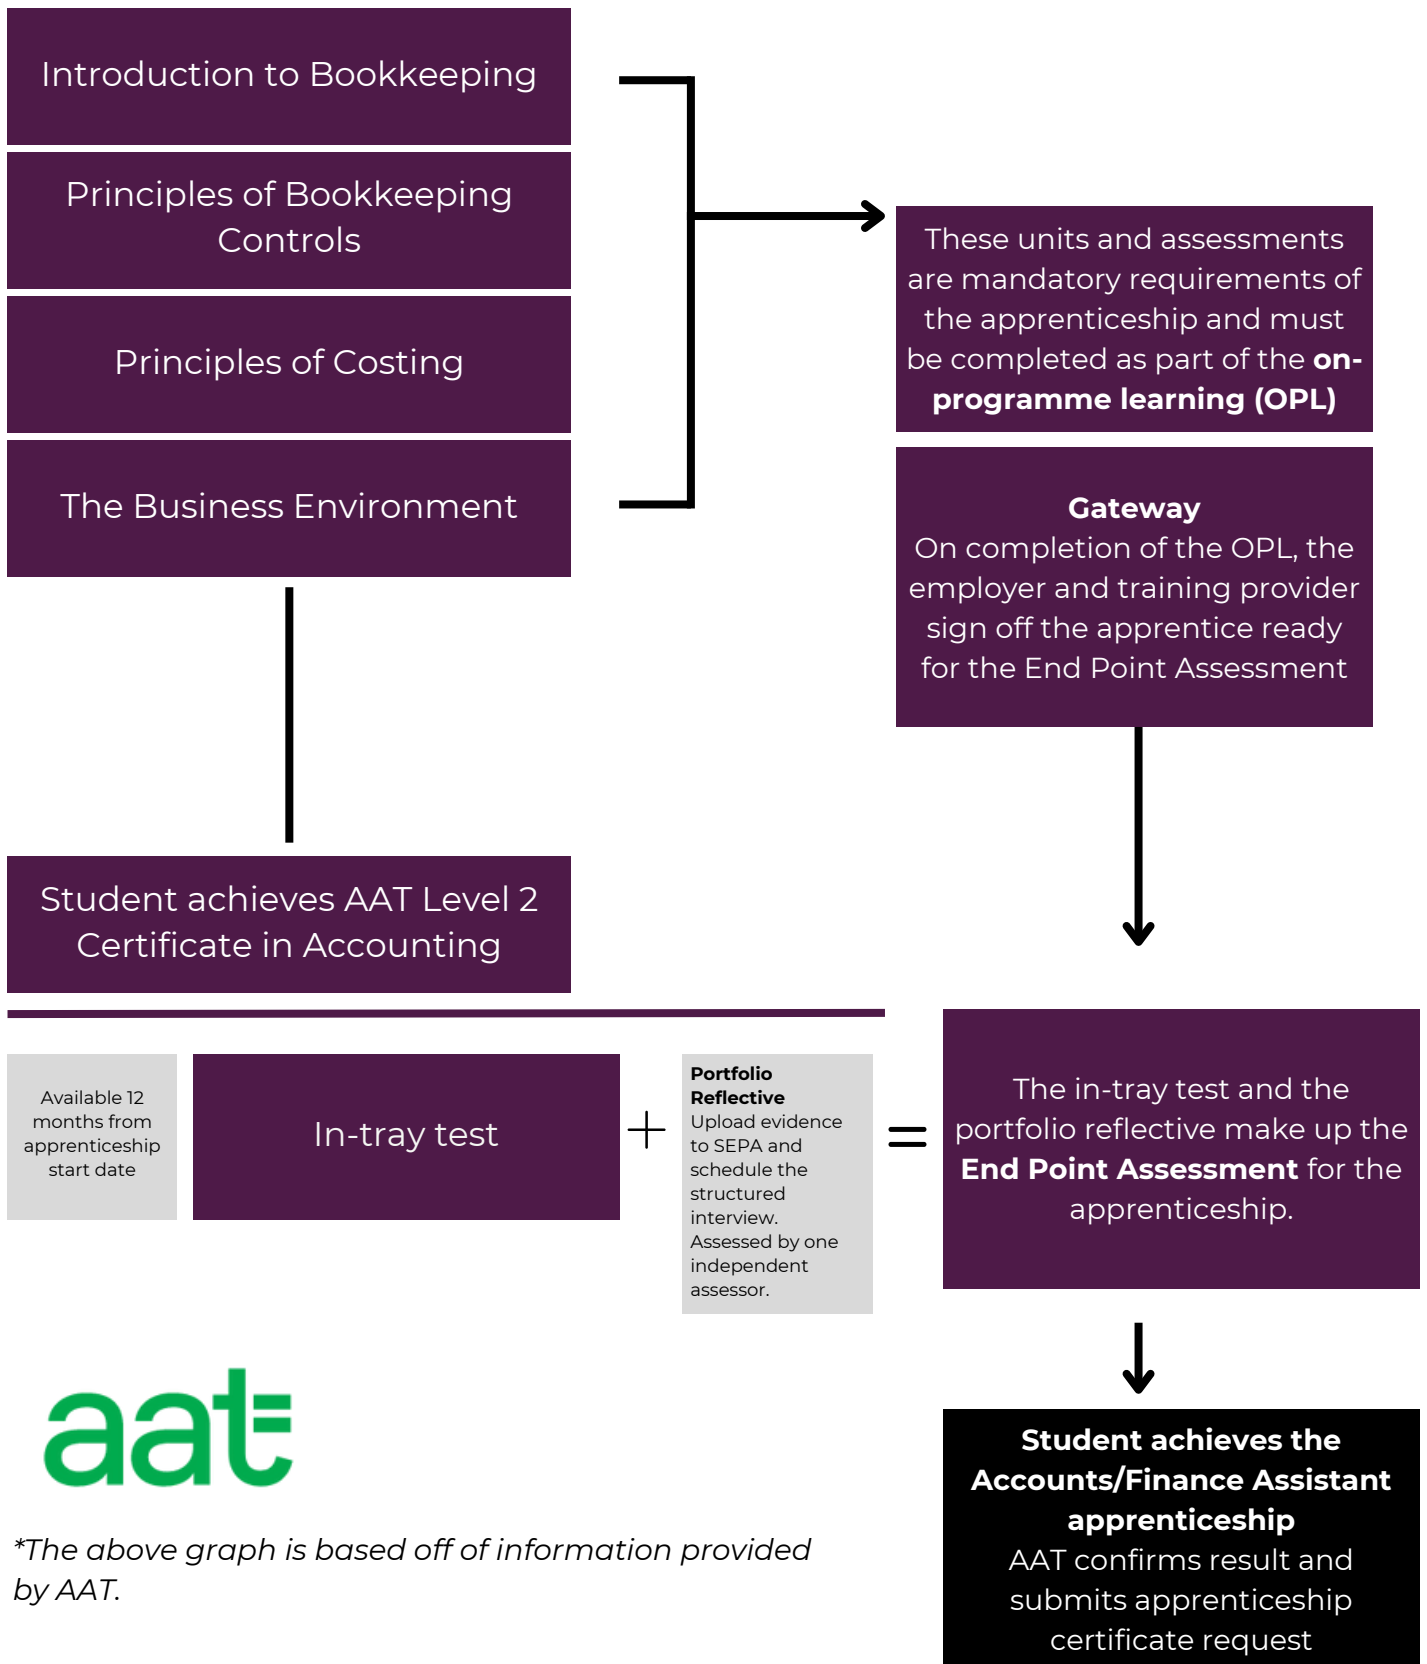 Introduction to Bookkeeping
Principles of Bookkeeping
Controls
Principles of Costing
The Business Environment
These units and assessments
are mandatory requirements of
the apprenticeship and must
be completed as part of the on-
programme learning (OPL)
Gateway
On completion of the OPL, the
employer and training provider
sign off the apprentice ready
for the End Point Assessment
Student achieves AAT Level 2
Certificate in Accounting
Available 12
months from
apprenticeship
start date
In-tray test
+
Portfolio
Reflective
Upload evidence
to SEPA and
schedule the
structured
interview.
Assessed by one
independent
assessor.
=
The in-tray test and the
portfolio reflective make up the
End Point Assessment for the
apprenticeship.
Student achieves the
Accounts/Finance Assistant
apprenticeship
AAT confirms result and
submits apprenticeship
certificate request
aat
*The above graph is based off of information provided
by AAT.